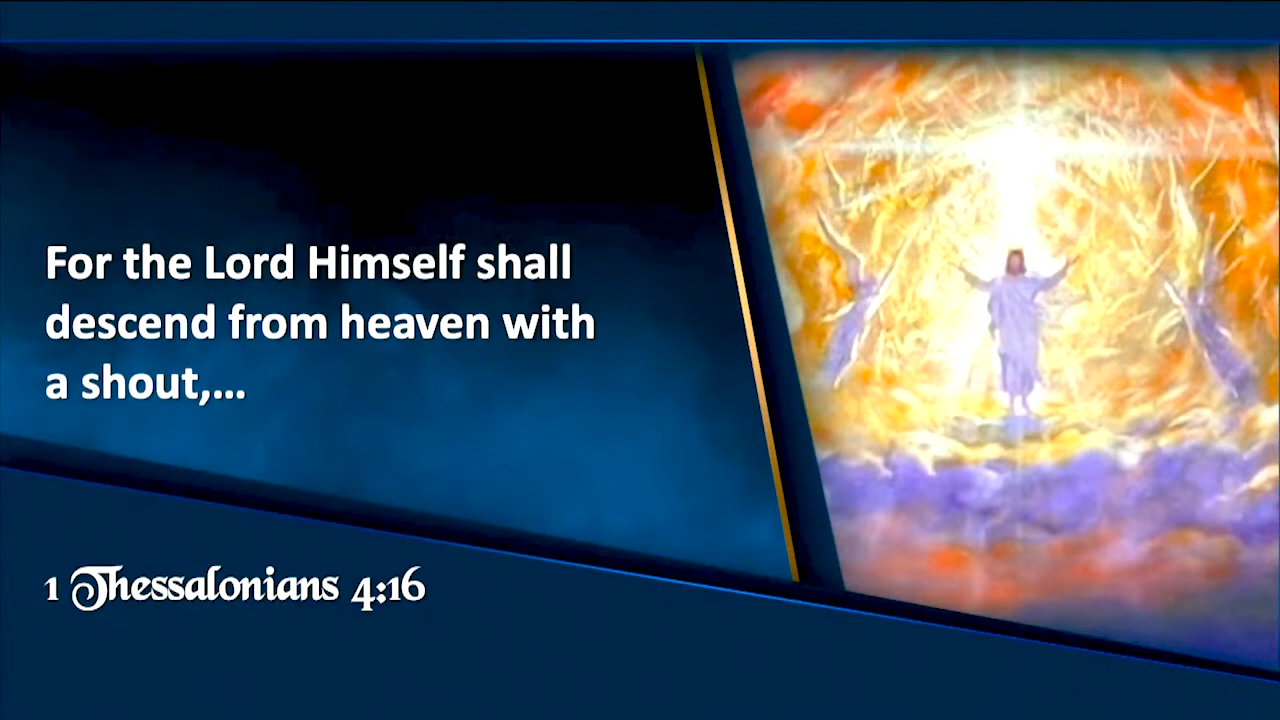 For the Lord Himself shall
descend from heaven with
a shout,...
1 Thessalonians 4:16